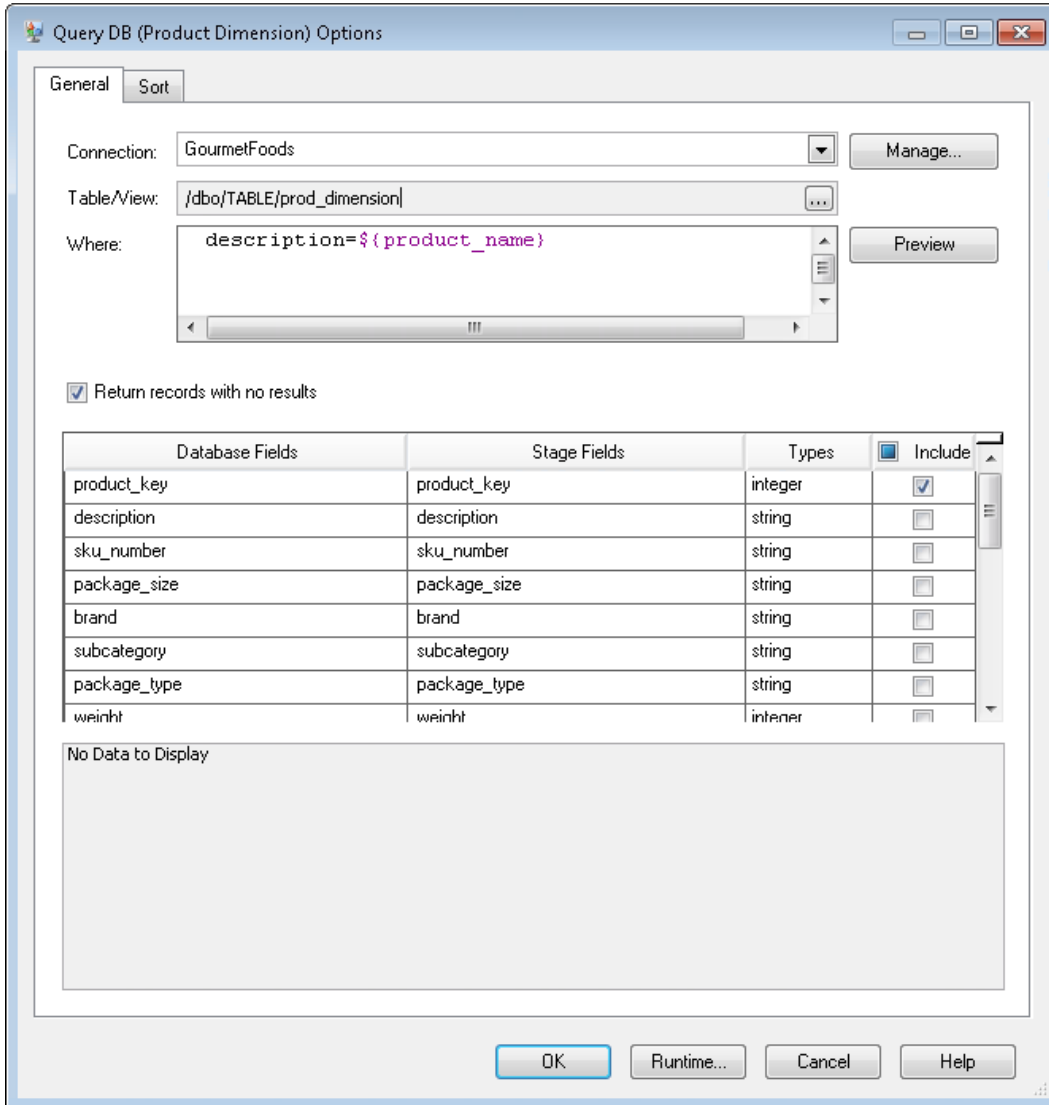 Query DB (Product Dimension) Options
General Sort
Connection: GourmetFoods Manage...
Table/View: /dbo/TABLE/prod_dimension ...
Where: description=${product_name} Preview
Return records with no results
Database Fields Stage Fields Types Include
product_key product_key integer
description description string
sku_number sku_number string
package_size package_size string
brand brand string
subcategory subcategory string
package_type package_type string
weight weight integer
No Data to Display
OK Runtime... Cancel Help